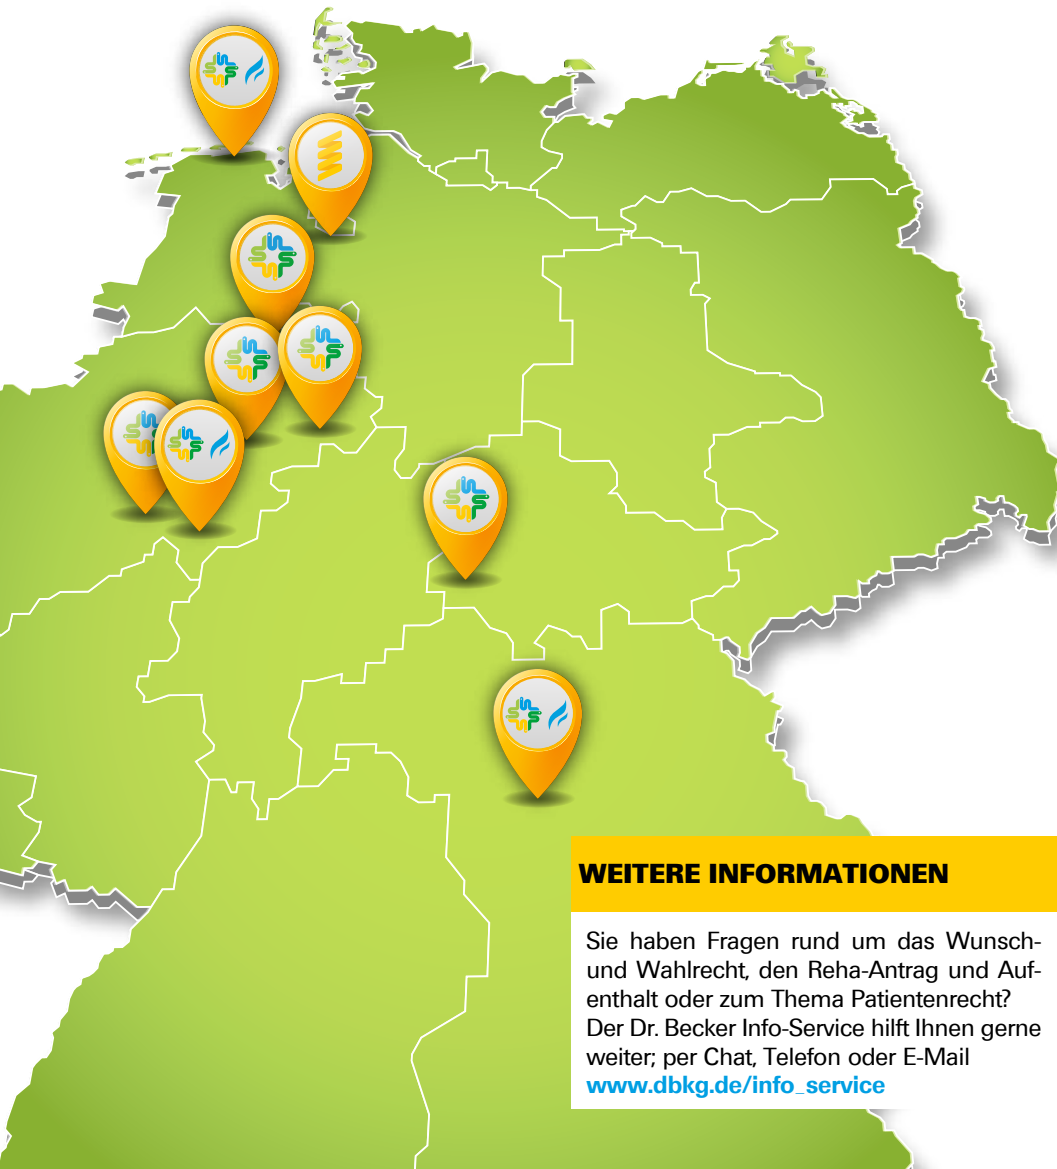 WEITERE INFORMATIONEN
Sie haben Fragen rund um das Wunsch-
und Wahlrecht, den Reha-Antrag und Auf-
enthalt oder zum Thema Patientenrecht?
Der Dr. Becker Info-Service hilft Ihnen gerne
weiter; per Chat, Telefon oder E-Mail
www.dbkg.de/info_service